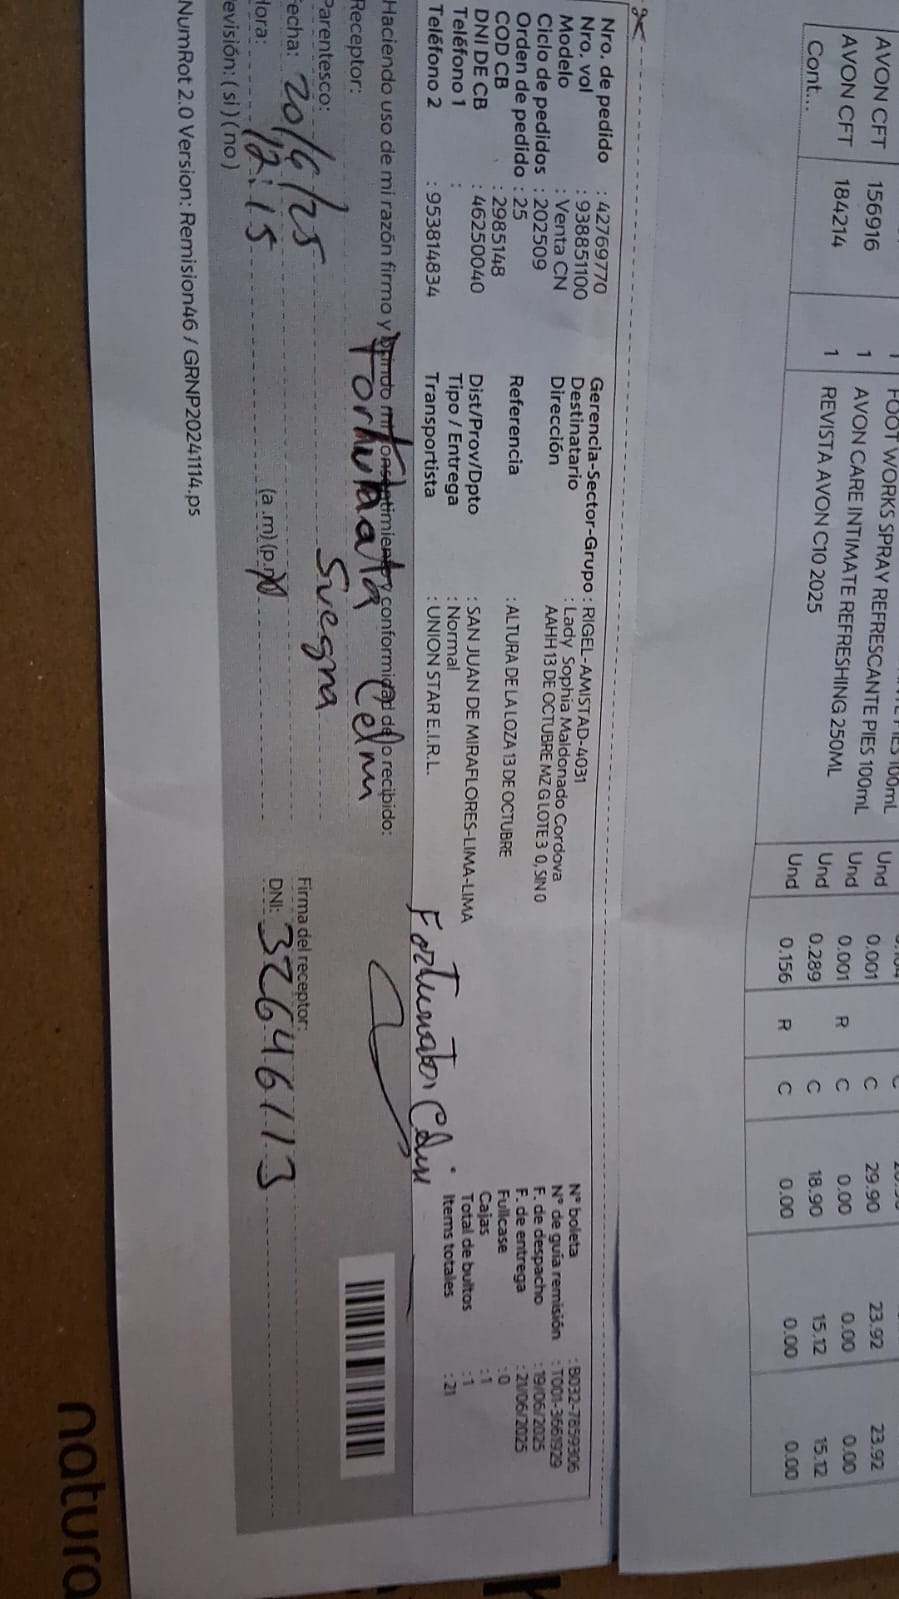 FOOT WORKS SPRAY REFRESCANTE PIES 100mL
AVON CFT 156916 1 AVON CARE INTIMATE REFRESHING 250ML Und 0.001 C 29.90 23.92 23.92
AVON CFT 184214 1 REVISTA AVON C10 2025 Und 0.001 R C 0.00 0.00 0.00
Und 0.289 C 18.90 15.12 15.12
Cont... Und 0.156 R C 0.00 0.00 0.00
Nro. de pedido : 42769770 Gerencia-Sector-Grupo : RIGEL-AMISTAD-4031 N° boleta : B032-7859306
Nro. vol : 938851100 Destinatario : Lady Sophia Maldonado Cordova N° de guía remisión : T001-3661929
Modelo : Venta CN Dirección AAHH 13 DE OCTUBRE MZ G LOTE 3 0, SIN 0 F. de despacho : 19/06/2025
Ciclo de pedidos : 202509 F. de entrega : 21/06/2025
Orden de pedido : 25 Referencia : ALTURA DE LA LOZA 13 DE OCTUBRE Fullcase : 0
COD CB : 2985148 Cajas : 1
DNI DE CB : 46250040 Dist/Prov/Dpto : SAN JUAN DE MIRAFLORES-LIMA-LIMA Total de bultos : 1
Teléfono 1 : Tipo / Entrega : Normal Items totales : 21
Teléfono 2 : 953814834 Transportista : UNION STAR E.I.R.L.
Haciendo uso de mi razón firmo y brindo mi consentimiento y conformidad de lo recibido:
Receptor:
Parentesco: Suegra Firma del receptor:
Fecha: 20/6/25 DNI: 32646113
Hora: 12:15 (a.m) (p.m)
evisión: ( si ) ( no )
NumRot 2.0 Version: Remision46 / GRNP20241114.ps
natura